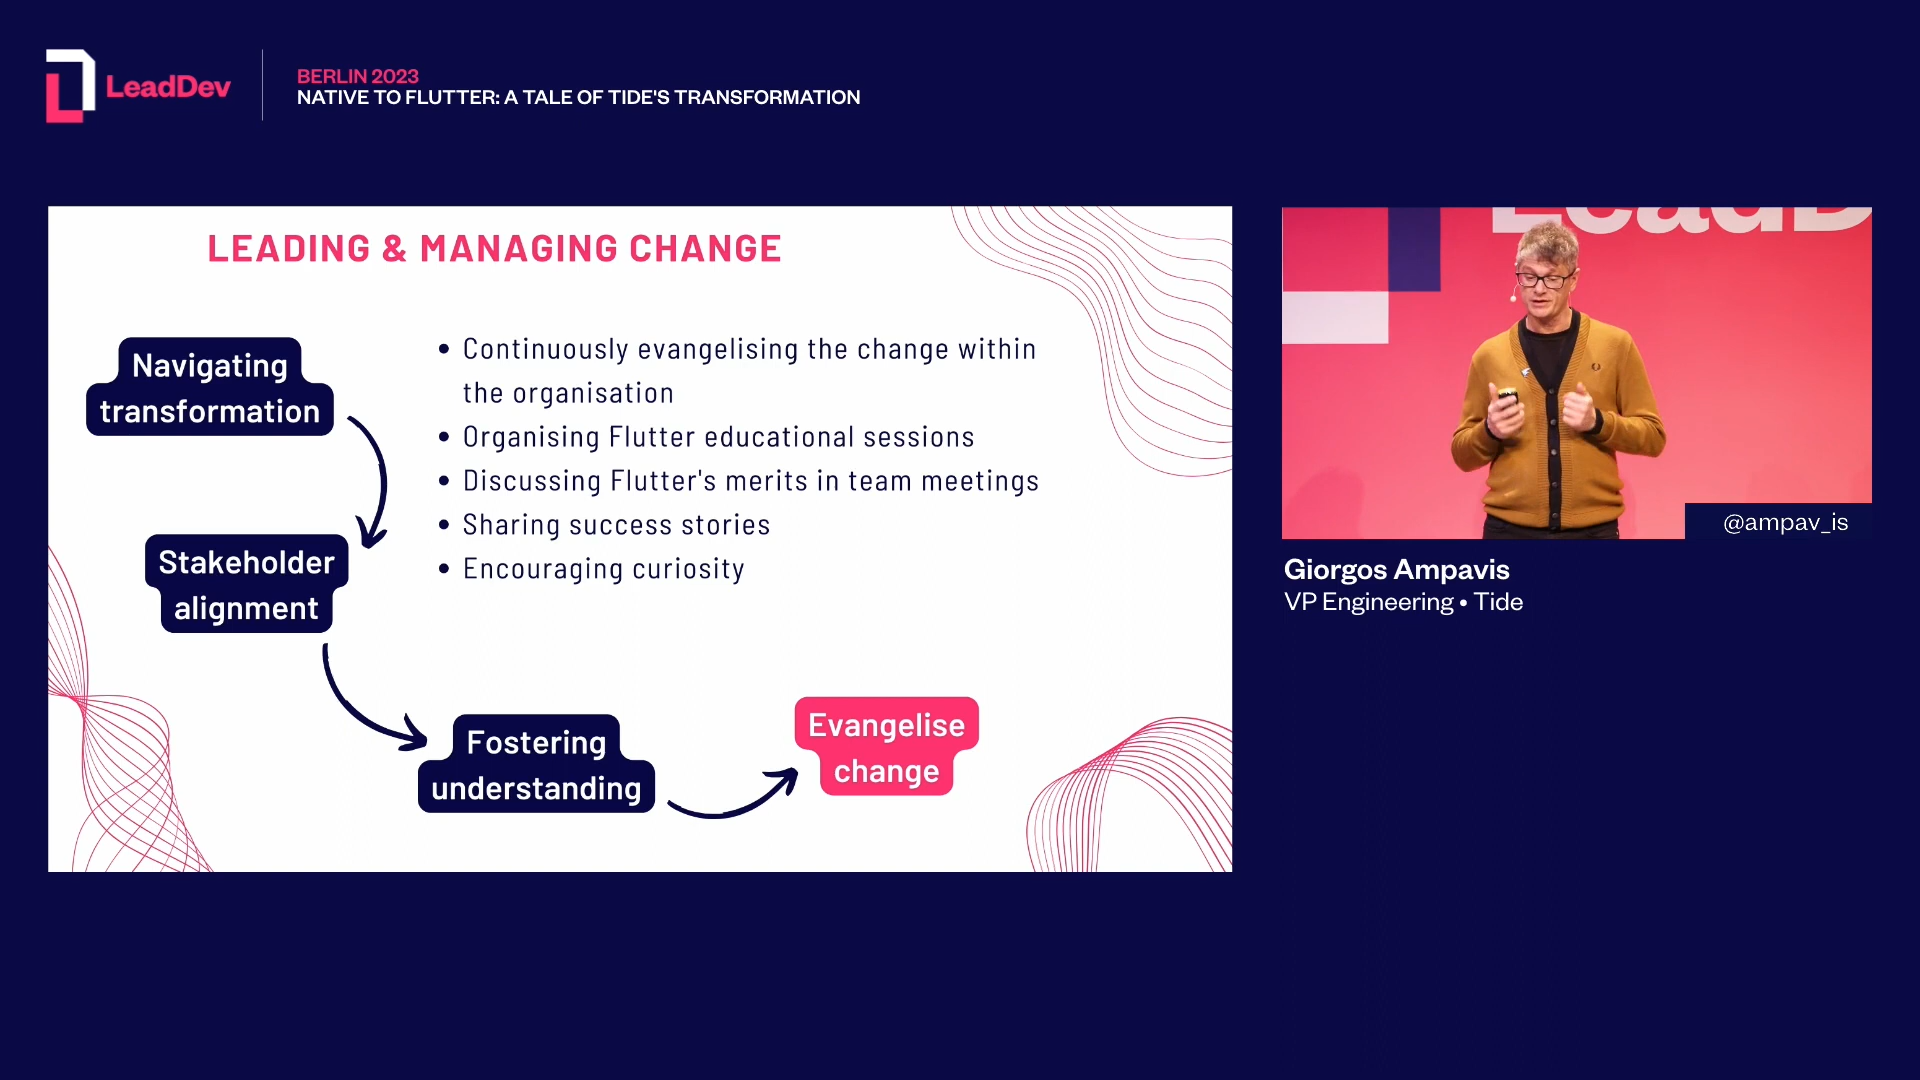 LeadDev
BERLIN 2023
NATIVE TO FLUTTER: A TALE OF TIDE'S TRANSFORMATION
LEADING & MANAGING CHANGE
Navigating
transformation
• Continuously evangelising the change within
the organisation
• Organising Flutter educational sessions
• Discussing Flutter's merits in team meetings
• Sharing success stories
• Encouraging curiosity
Stakeholder
alignment
Fostering
understanding
Evangelise
change
LeadD
@ampav_is
Giorgos Ampavis
VP Engineering • Tide